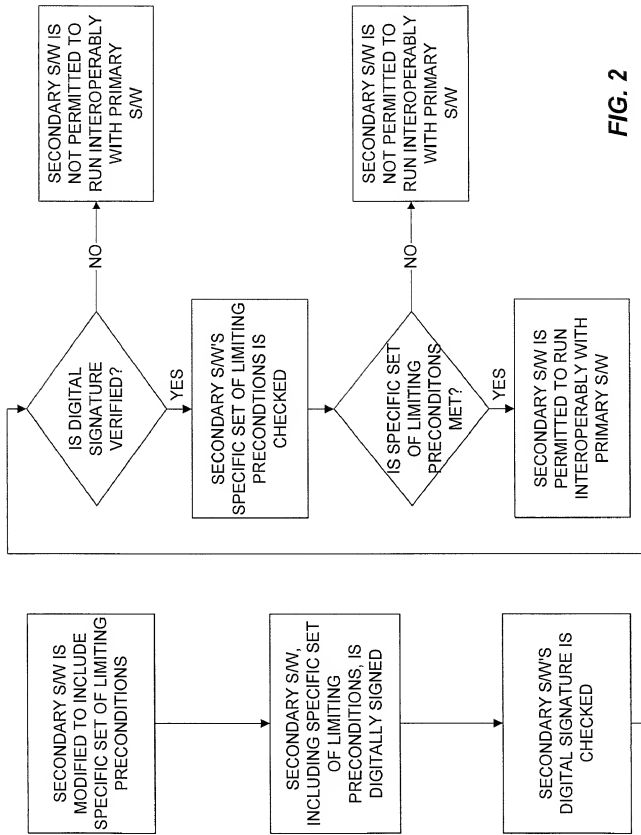 SECONDARY S/W IS
MODIFIED TO INCLUDE
SPECIFIC SET OF LIMITING
PRECONDITIONS
SECONDARY S/W,
INCLUDING SPECIFIC SET
OF LIMITING
PRECONDITIONS, IS
DIGITALLY SIGNED
SECONDARY S/W'S
DIGITAL SIGNATURE IS
CHECKED
IS DIGITAL
SIGNATURE
VERIFIED?
NO
SECONDARY S/W IS
NOT PERMITTED TO
RUN INTEROPERABLY
WITH PRIMARY
S/W
YES
SECONDARY S/W'S
SPECIFIC SET OF LIMITING
PRECONDTIONS IS
CHECKED
IS SPECIFIC SET
OF LIMITING
PRECONDITONS
MET?
NO
SECONDARY S/W IS
NOT PERMITTED TO
RUN INTEROPERABLY
WITH PRIMARY
S/W
YES
SECONDARY S/W IS
PERMITTED TO RUN
INTEROPERABLY WITH
PRIMARY S/W
FIG. 2